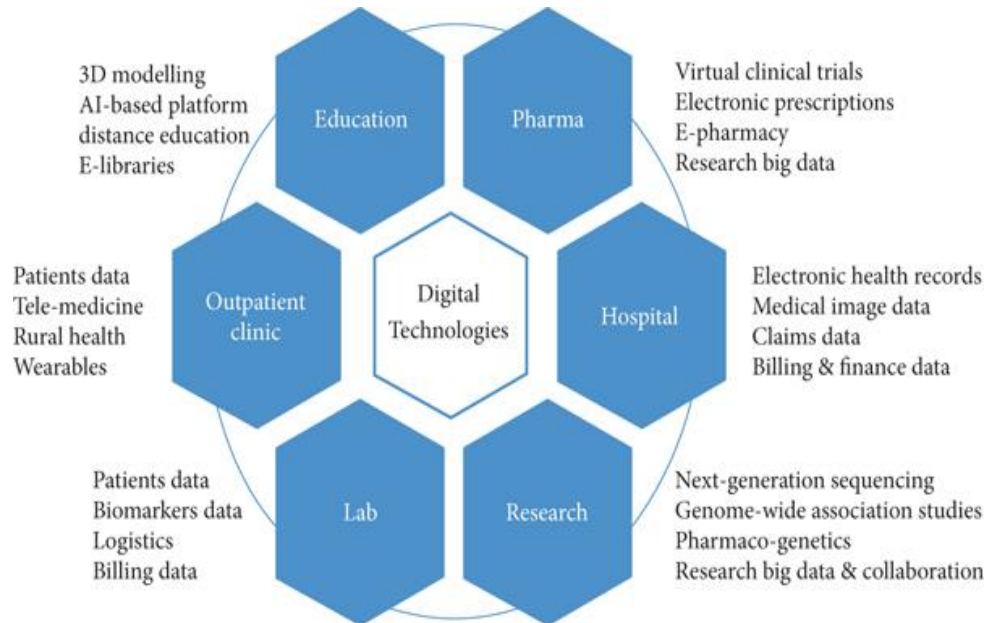 3D modelling
AI-based platform
distance education
E-libraries
Education
Pharma
Virtual clinical trials
Electronic prescriptions
E-pharmacy
Research big data
Patients data
Tele-medicine
Rural health
Wearables
Outpatient
clinic
Digital
Technologies
Hospital
Electronic health records
Medical image data
Claims data
Billing & finance data
Patients data
Biomarkers data
Logistics
Billing data
Lab
Research
Next-generation sequencing
Genome-wide association studies
Pharmaco-genetics
Research big data & collaboration